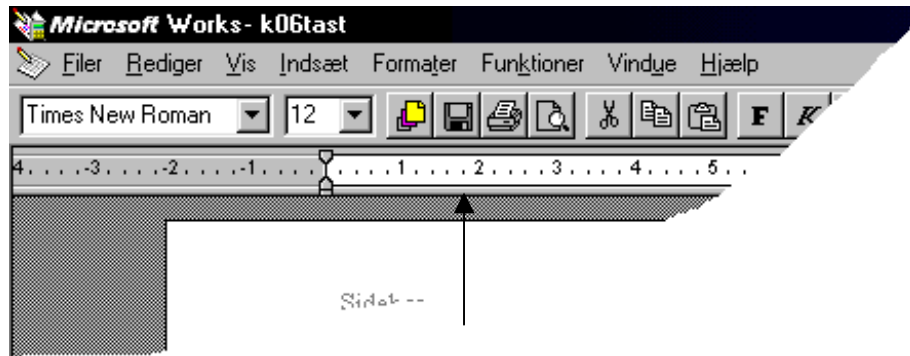 Microsoft Works - k06tast
Filer Rediger Vis Indsæt Formater Funktioner Vindue Hjælp
Times New Roman 12 F K
4. . . . -3. . . . -2. . . . -1. . . . . . . . 1. . . . 2. . . . 3. . . . 4. . . . 5. .